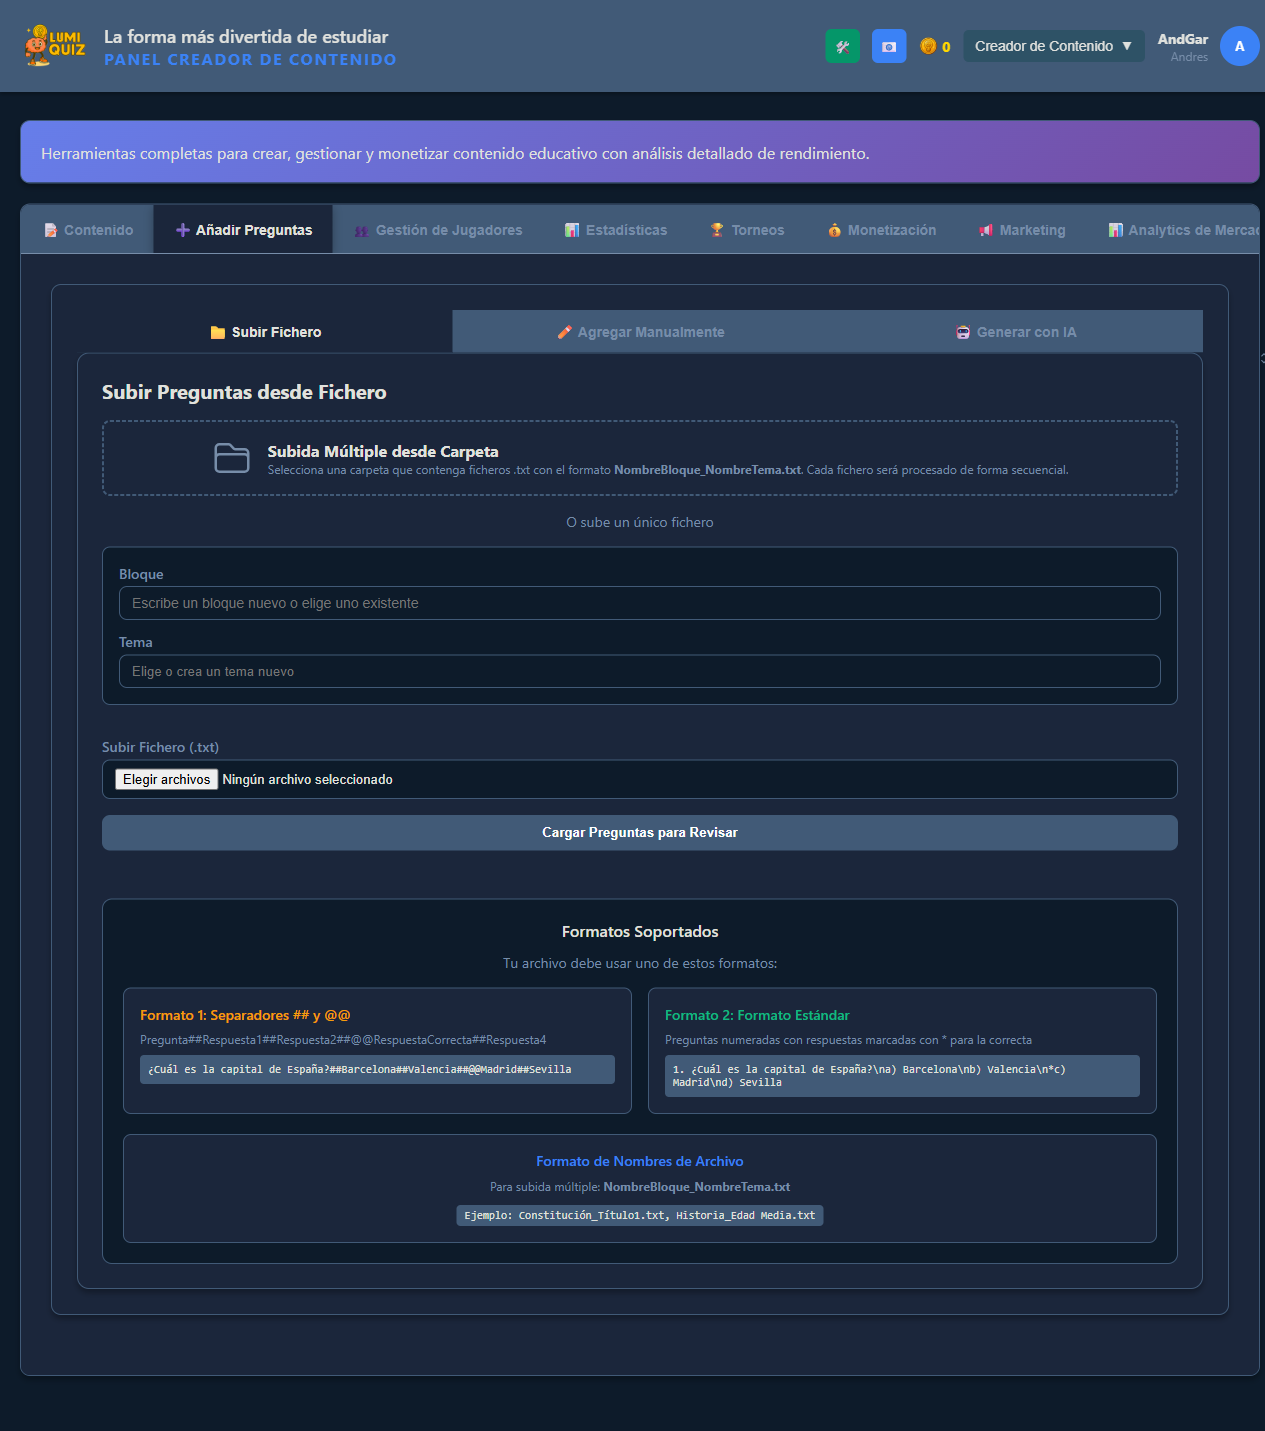 LUMI
QUIZ
La forma más divertida de estudiar
PANEL CREADOR DE CONTENIDO
0
Creador de Contenido ▼
AndGar
Andres
A
Herramientas completas para crear, gestionar y monetizar contenido educativo con análisis detallado de rendimiento.
Contenido
Añadir Preguntas
Gestión de Jugadores
Estadísticas
Torneos
Monetización
Marketing
Analytics de Mercad
Subir Fichero
Agregar Manualmente
Generar con IA
Subir Preguntas desde Fichero
Subida Múltiple desde Carpeta
Selecciona una carpeta que contenga ficheros .txt con el formato NombreBloque_NombreTema.txt. Cada fichero será procesado de forma secuencial.
O sube un único fichero
Bloque
Escribe un bloque nuevo o elige uno existente
Tema
Elige o crea un tema nuevo
Subir Fichero (.txt)
Elegir archivos Ningún archivo seleccionado
Cargar Preguntas para Revisar
Formatos Soportados
Tu archivo debe usar uno de estos formatos:
Formato 1: Separadores ## y @@
Pregunta##Respuesta1##Respuesta2##@@RespuestaCorrecta##Respuesta4
¿Cuál es la capital de España?##Barcelona##Valencia##@@Madrid##Sevilla
Formato 2: Formato Estándar
Preguntas numeradas con respuestas marcadas con * para la correcta
1. ¿Cuál es la capital de España?\na) Barcelona\nb) Valencia\n*c)
Madrid\nd) Sevilla
Formato de Nombres de Archivo
Para subida múltiple: NombreBloque_NombreTema.txt
Ejemplo: Constitución_Título1.txt, Historia_Edad Media.txt